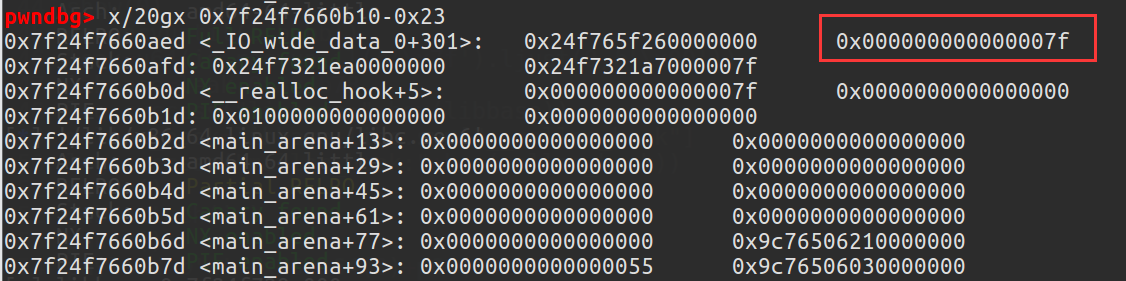 pwndbg> x/20gx 0x7f24f7660b10-0x23
0x7f24f7660aed <_IO_wide_data_0+301>: 0x24f765f260000000 0x000000000000007f
0x7f24f7660afd: 0x24f7321ea0000000 0x24f7321a7000007f
0x7f24f7660b0d <__realloc_hook+5>: 0x000000000000007f 0x0000000000000000
0x7f24f7660b1d: 0x0100000000000000 0x0000000000000000
0x7f24f7660b2d <main_arena+13>: 0x0000000000000000 0x0000000000000000
0x7f24f7660b3d <main_arena+29>: 0x0000000000000000 0x0000000000000000
0x7f24f7660b4d <main_arena+45>: 0x0000000000000000 0x0000000000000000
0x7f24f7660b5d <main_arena+61>: 0x0000000000000000 0x0000000000000000
0x7f24f7660b6d <main_arena+77>: 0x0000000000000000 0x9c76506210000000
0x7f24f7660b7d <main_arena+93>: 0x0000000000000055 0x9c76506030000000